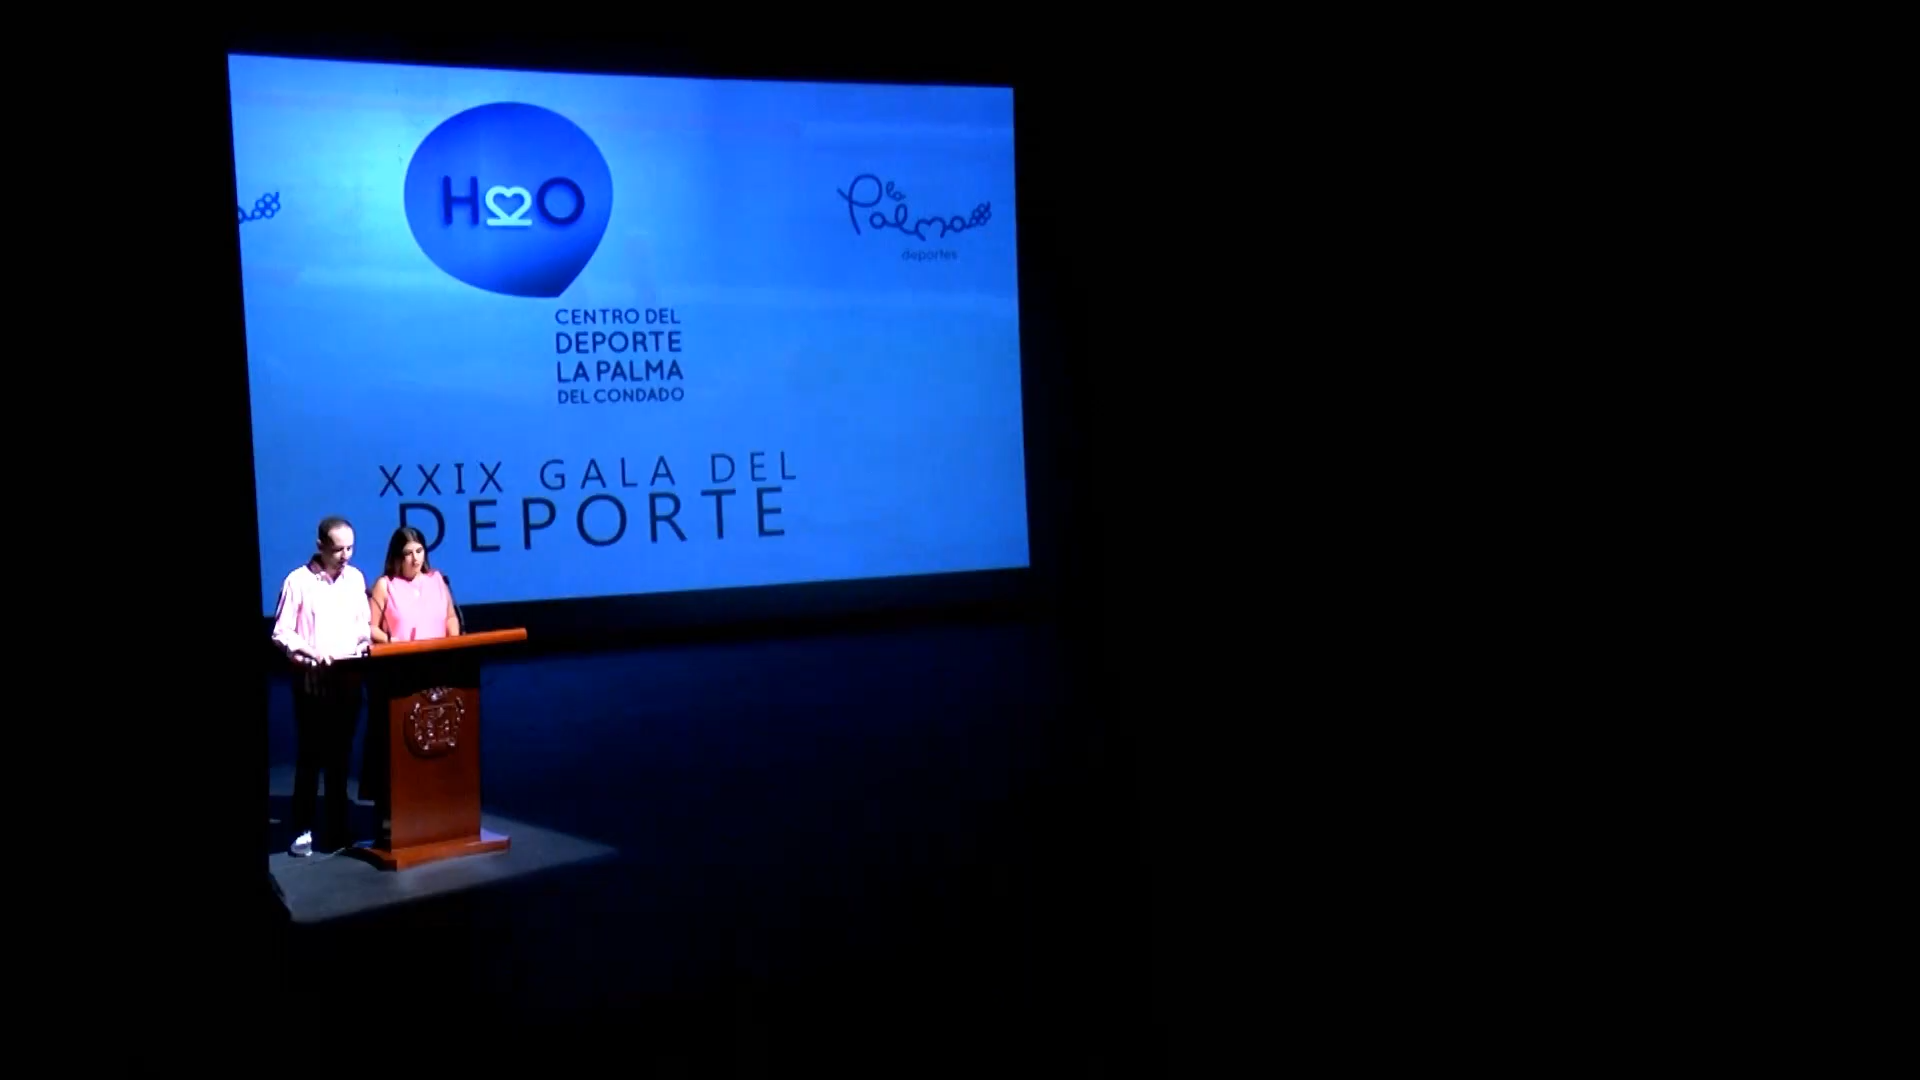 H2O
la
Palma
deportes
CENTRO DEL
DEPORTE
LA PALMA
DEL CONDADO
XXIX GALA DEL
DEPORTE